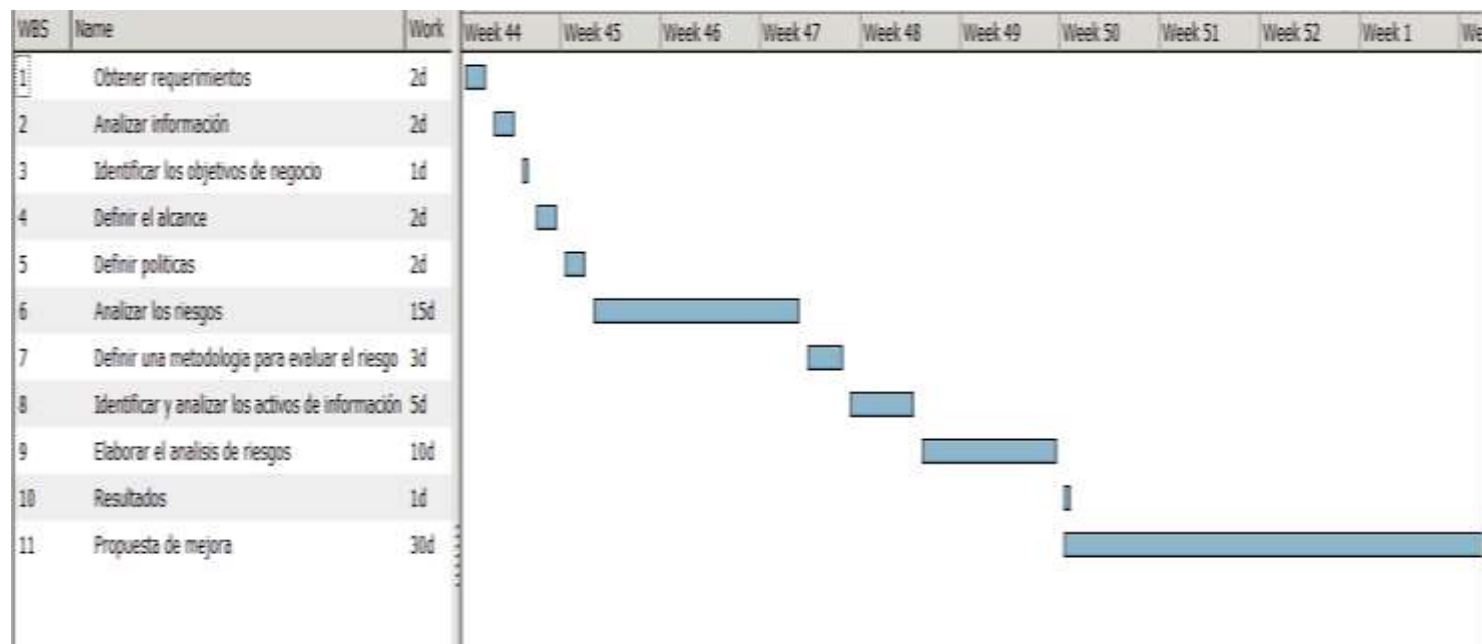 WBS Name Work Week 44 Week 45 Week 46 Week 47 Week 48 Week 49 Week 50 Week 51 Week 52 Week 1 We
1 Obtener requerimientos 2d
2 Analizar información 2d
3 Identificar los objetivos de negocio 1d
4 Definir el alcance 2d
5 Definir politicas 2d
6 Analizar los riesgos 15d
7 Definir una metodologia para evaluar el riesgo 3d
8 Identificar y analizar los activos de información 5d
9 Elaborar el analisis de riesgos 10d
10 Resultados 1d
11 Propuesta de mejora 30d